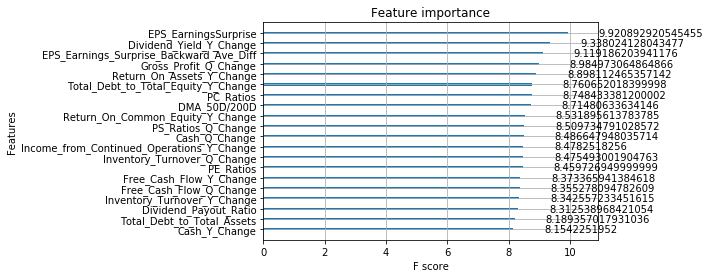 Feature importance
EPS_EarningsSurprise 9.920892920545455
Dividend_Yield_Y_Change 9.338024128043477
EPS_Earnings_Surprise_Backward_Ave_Diff 9.119186203941176
Gross_Profit_Q_Change 8.984973064864866
Return_On_Assets_Y_Change 8.898112465357142
Total_Debt_to_Total_Equity_Y_Change 8.760652018399998
PC_Ratios 8.748433381200002
DMA_50D/200D 8.71480633634146
Return_On_Common_Equity_Y_Change 8.531895613783785
PS_Ratios_Q_Change 8.509734791028572
Cash_Q_Change 8.486647948035714
Income_from_Continued_Operations_Y_Change 8.4782518256
Inventory_Turnover_Q_Change 8.475493001904763
PE_Ratios 8.459726949999999
Free_Cash_Flow_Y_Change 8.373365941384618
Free_Cash_Flow_Q_Change 8.355278094782609
Inventory_Turnover_Y_Change 8.342557233451615
Dividend_Payout_Ratio 8.312538968421054
Total_Debt_to_Total_Assets 8.189357017931036
Cash_Y_Change 8.1542251952
Features
0 2 4 6 8 10
F score